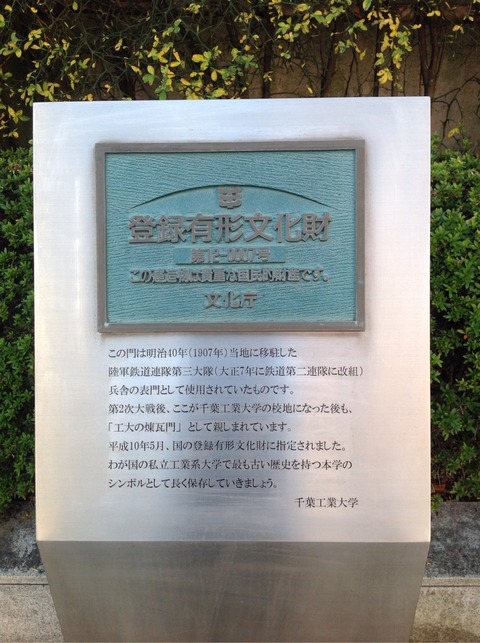 登録有形文化財
第12-0007号
この建造物は貴重な国民的財産です。
文化庁
この門は明治40年(1907年)当地に移駐した
陸軍鉄道連隊第三大隊(大正7年に鉄道第二連隊に改組)
兵舎の表門として使用されていたものです。
第2次大戦後、ここが千葉工業大学の校地になった後も、
「工大の煉瓦門」として親しまれています。
平成10年5月、国の登録有形文化財に指定されました。
わが国の私立工業系大学で最も古い歴史を持つ本学の
シンボルとして長く保存していきましょう。
千葉工業大学